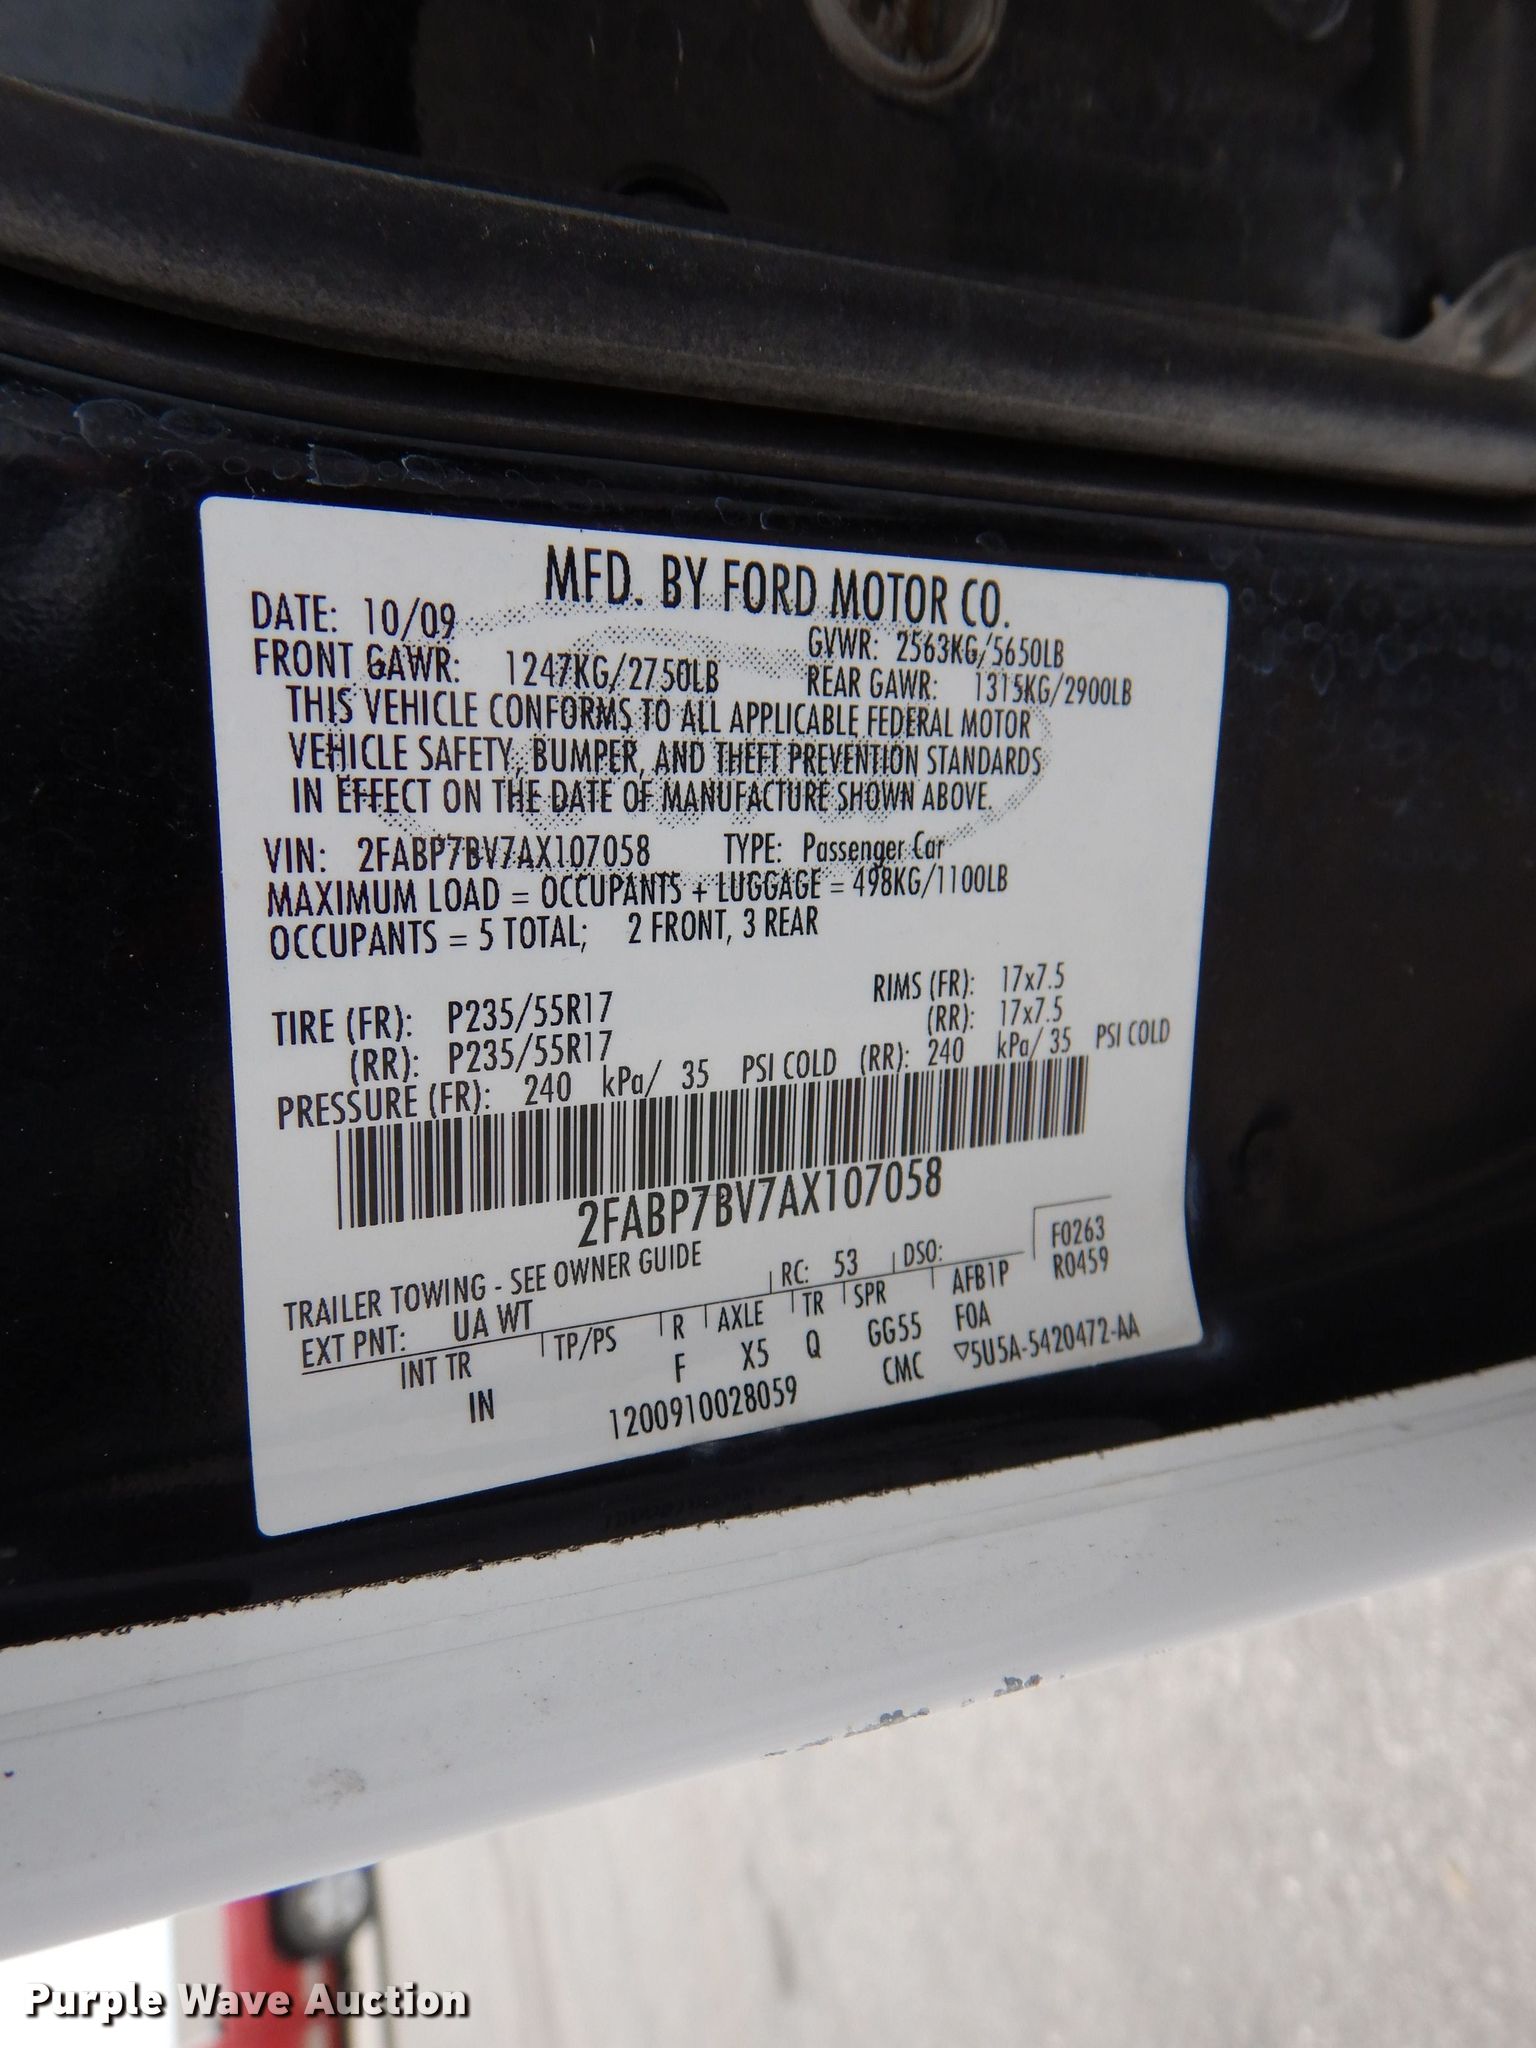 MFD. BY FORD MOTOR CO.
DATE: 10/09
GVWR: 2563KG/5650LB
FRONT GAWR: 1247KG/2750LB
REAR GAWR: 1315KG/2900LB
THIS VEHICLE CONFORMS TO ALL APPLICABLE FEDERAL MOTOR
VEHICLE SAFETY, BUMPER, AND THEFT PREVENTION STANDARDS
IN EFFECT ON THE DATE OF MANUFACTURE SHOWN ABOVE.
VIN: 2FABP7BV7AX107058 TYPE: Passenger Car
MAXIMUM LOAD = OCCUPANTS + LUGGAGE = 498KG/1100LB
OCCUPANTS = 5 TOTAL; 2 FRONT, 3 REAR
TIRE (FR): P235/55R17 RIMS (FR): 17x7.5
(RR): P235/55R17 (RR): 17x7.5
PRESSURE (FR): 240 kPa/ 35 PSI COLD (RR): 240 kPa/ 35 PSI COLD
2FABP7BV7AX107058
TRAILER TOWING - SEE OWNER GUIDE
F0263
EXT PNT: UA WT RC: 53 DSO: R0459
INT TR TP/PS R AXLE TR SPR AFB1P
IN F X5 Q GG55 FOA
1200910028059 CMC ▽5U5A-5420472-AA
Purple Wave Auction